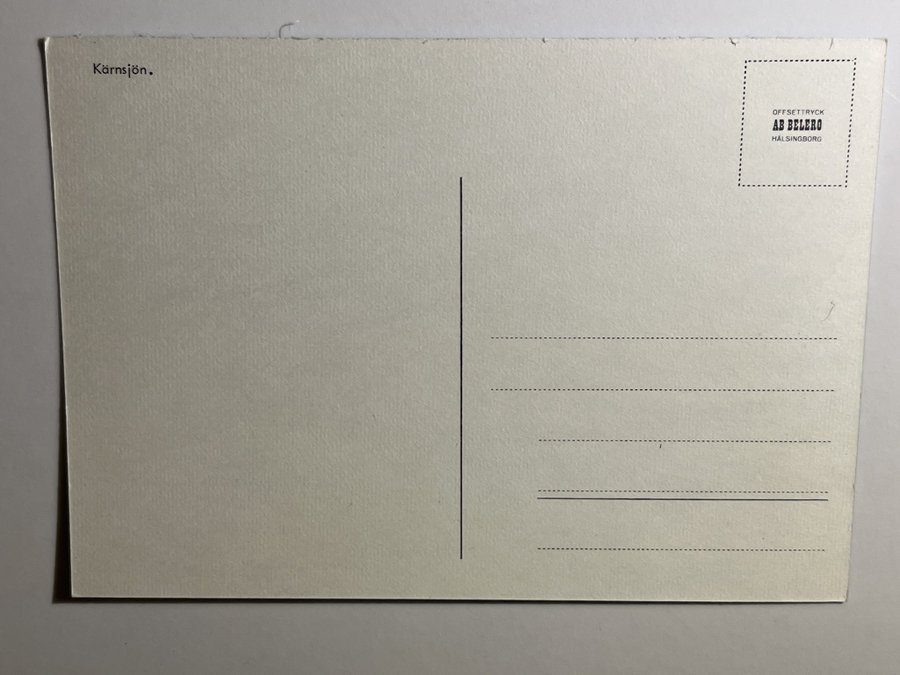 Kärnsjön.
OFFSETTRYCK
AB BELERO
HÄLSINGBORG